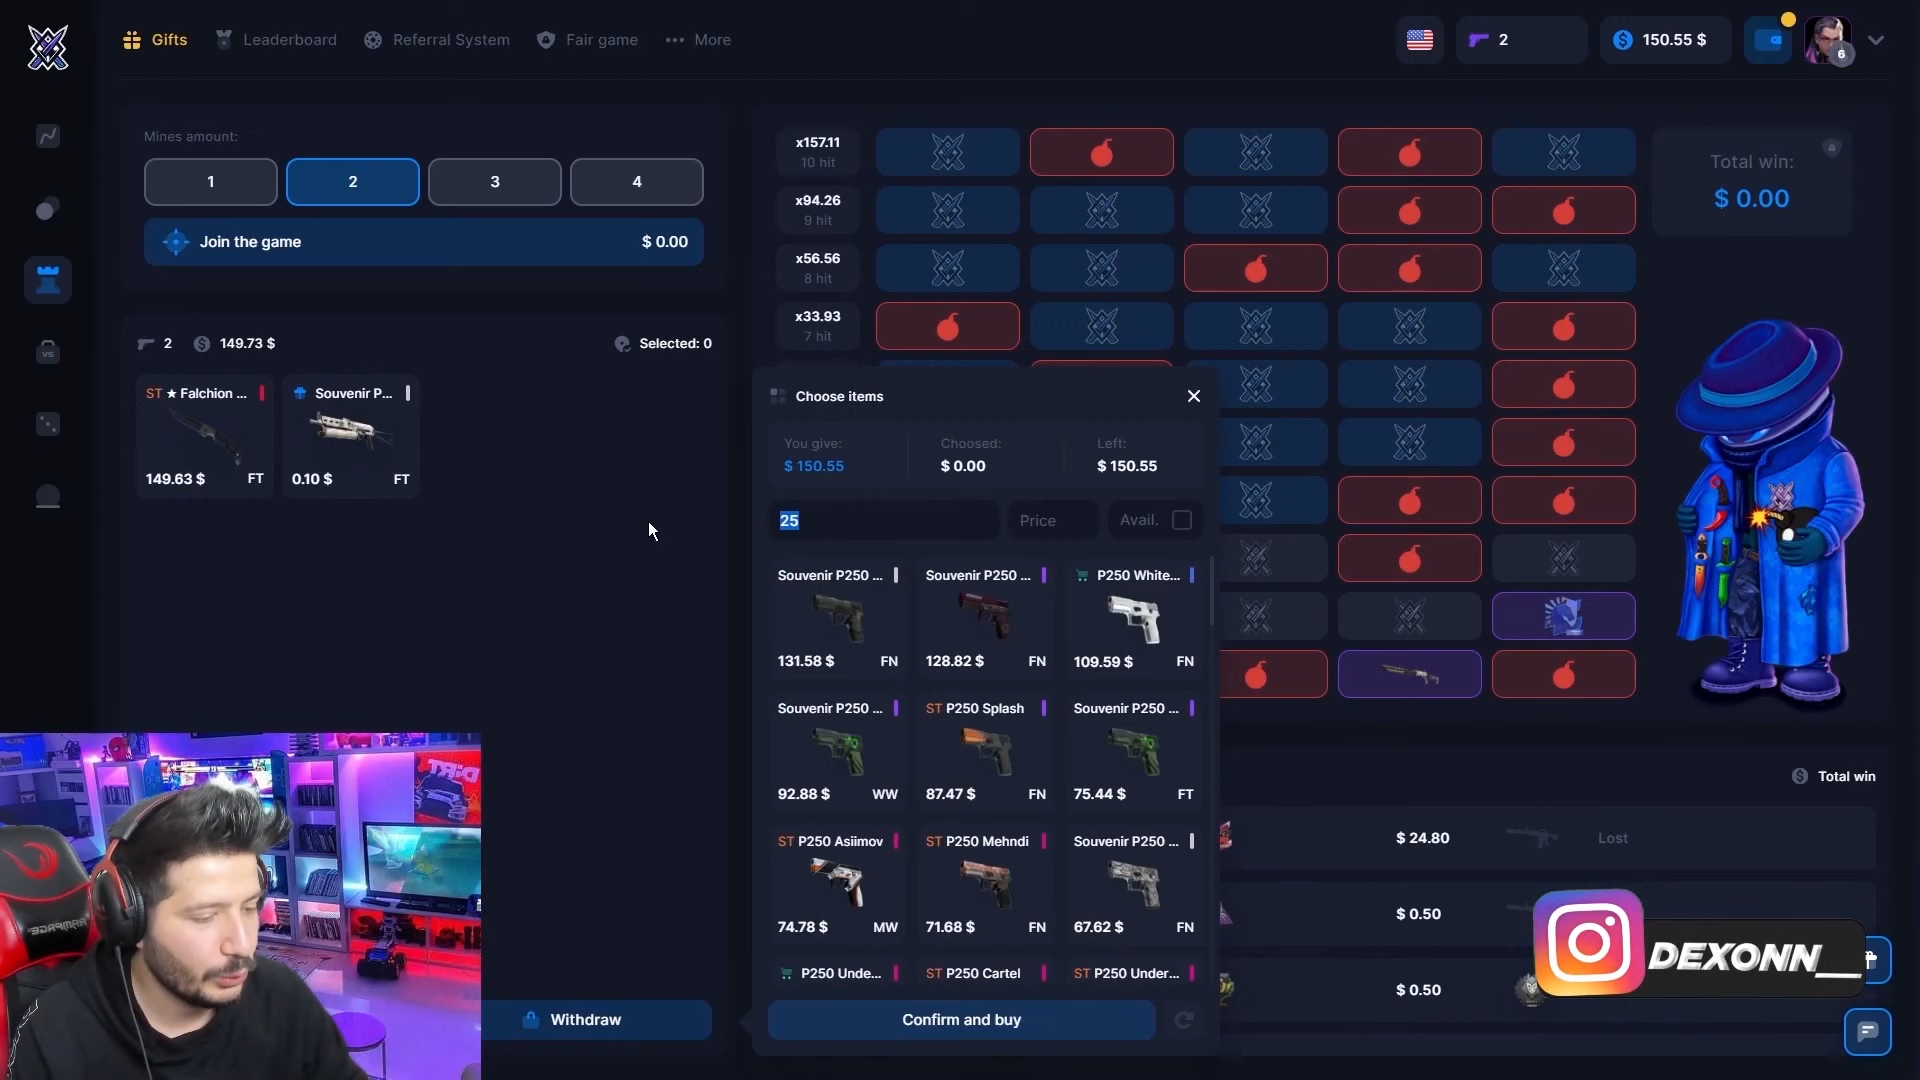 Gifts
Leaderboard
Referral System
Fair game
More
2
150.55 $
6
Mines amount:
1
2
3
4
Join the game
$ 0.00
2
149.73 $
Selected: 0
ST ★ Falchion ...
149.63 $
FT
Souvenir P...
0.10 $
FT
Withdraw
x157.11
10 hit
x94.26
9 hit
x56.56
8 hit
x33.93
7 hit
Total win:
$ 0.00
Choose items
You give:
$ 150.55
Choosed:
$ 0.00
Left:
$ 150.55
25
Price
Avail.
Souvenir P250 ...
131.58 $
FN
Souvenir P250 ...
128.82 $
FN
P250 White...
109.59 $
FN
Souvenir P250 ...
92.88 $
WW
ST P250 Splash
87.47 $
FN
Souvenir P250 ...
75.44 $
FT
ST P250 Asiimov
74.78 $
MW
ST P250 Mehndi
71.68 $
FN
Souvenir P250 ...
67.62 $
FN
P250 Unde...
ST P250 Cartel
ST P250 Under...
Confirm and buy
Total win
$ 24.80
Lost
$ 0.50
$ 0.50
DEXONN__
VS